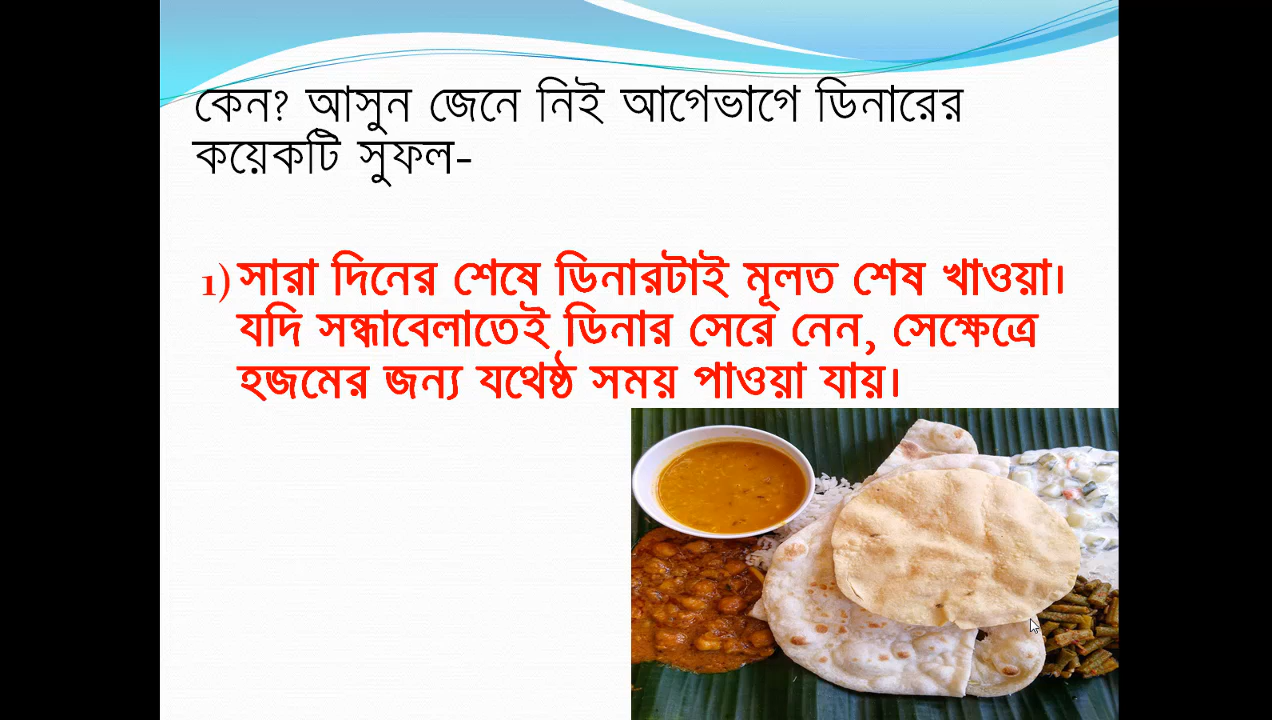 কেন? আসুন জেনে নিই আগেভাগে ডিনারের
কয়েকটি সুফল-
1) সারা দিনের শেষে ডিনারটাই মূলত শেষ খাওয়া।
যদি সন্ধাবেলাতেই ডিনার সেরে নেন, সেক্ষেত্রে
হজমের জন্য যথেষ্ঠ সময় পাওয়া যায়।